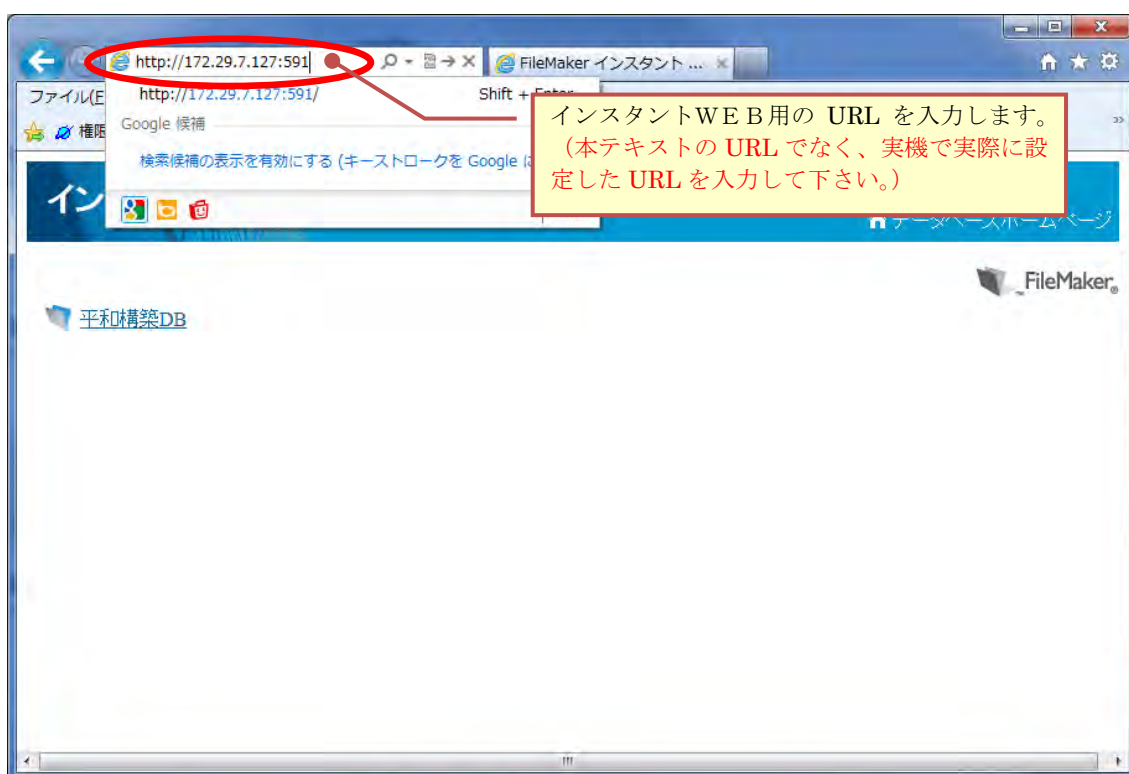 http://172.29.7.127:591
FileMaker インスタント ...
ファイル(E
http://172.29.7.127:591/ Shift + Enter
権限
Google 候補
検索候補の表示を有効にする (キーストロークを Google に
インスタントＷＥＢ用の URL を入力します。
（本テキストの URL でなく、実機で実際に設
定した URL を入力して下さい。）
イン
データベースホームページ
FileMaker®
平和構築DB